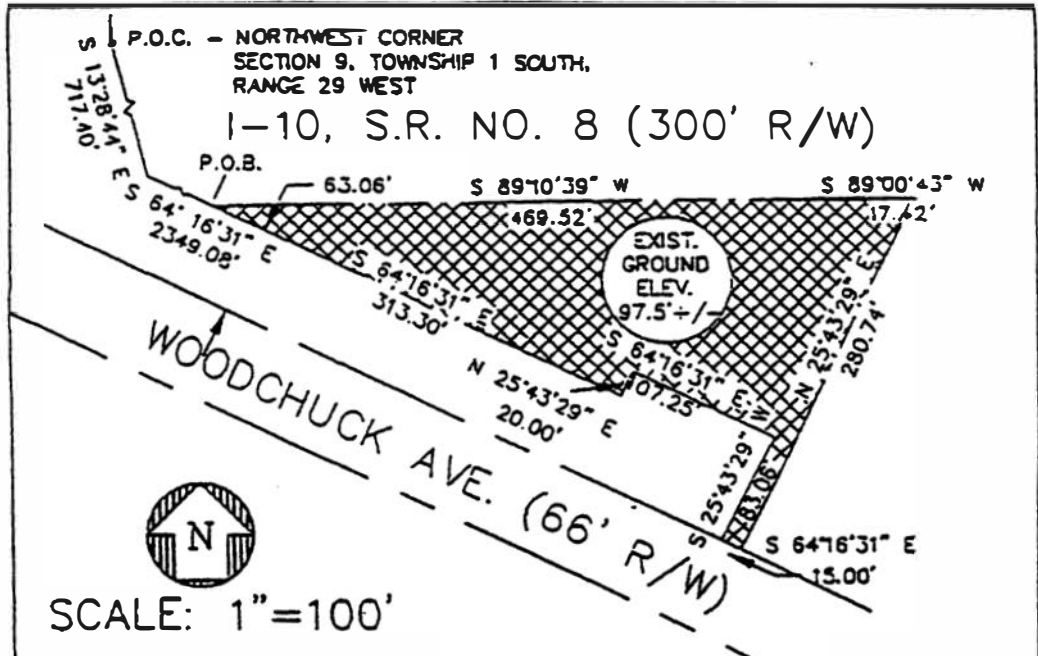 P.O.C. - NORTHWEST CORNER
SECTION 9, TOWNSHIP 1 SOUTH,
RANGE 29 WEST
I-10, S.R. NO. 8 (300' R/W)
S 13°28'44" E
717.40'
P.O.B.
63.06'
S 89°10'39" W
469.52'
S 89°00'43" W
17.42'
S 64°16'31" E
2349.08'
S 64°16'31" E
313.30'
EXIST.
GROUND
ELEV.
97.5'+/-
S 64°16'31" E
107.25'
N 25°43'29" E
20.00'
N 25°43'29" E
280.74'
S 25°43'29" W
83.06'
S 64°16'31" E
15.00'
WOODCHUCK AVE. (66' R/W)
N
SCALE: 1"=100'